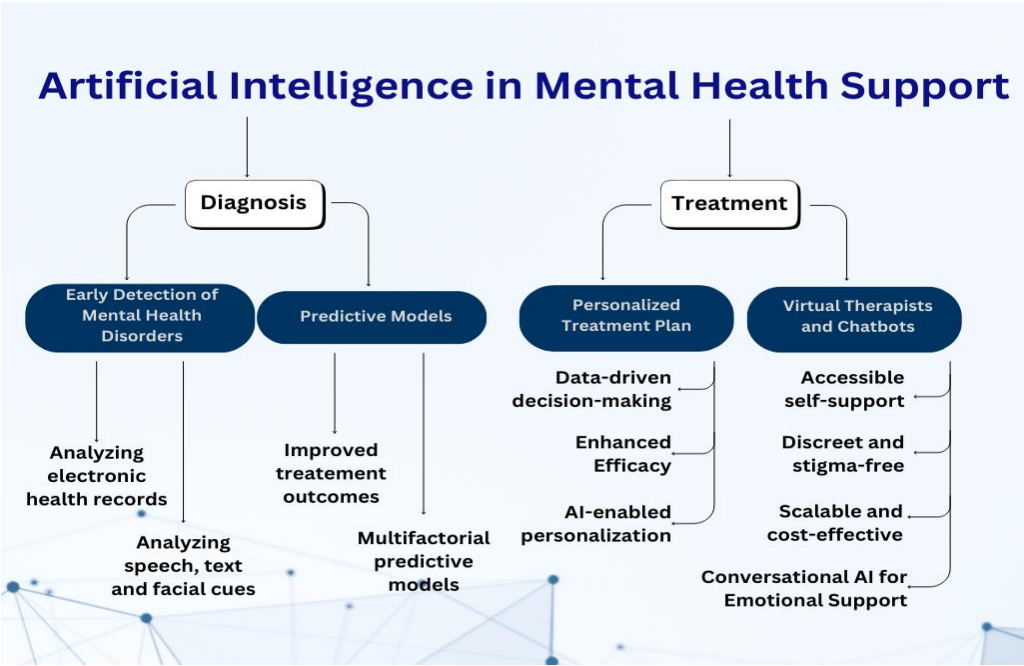 Artificial Intelligence in Mental Health Support
Diagnosis
Treatment
Early Detection of
Mental Health
Disorders
Predictive Models
Personalized
Treatment Plan
Virtual Therapists
and Chatbots
Analyzing
electronic
health records
Analyzing
speech, text
and facial cues
Improved
treatement
outcomes
Multifactorial
predictive
models
Data-driven
decision-making
Enhanced
Efficacy
AI-enabled
personalization
Accessible
self-support
Discreet and
stigma-free
Scalable and
cost-effective
Conversational AI for
Emotional Support